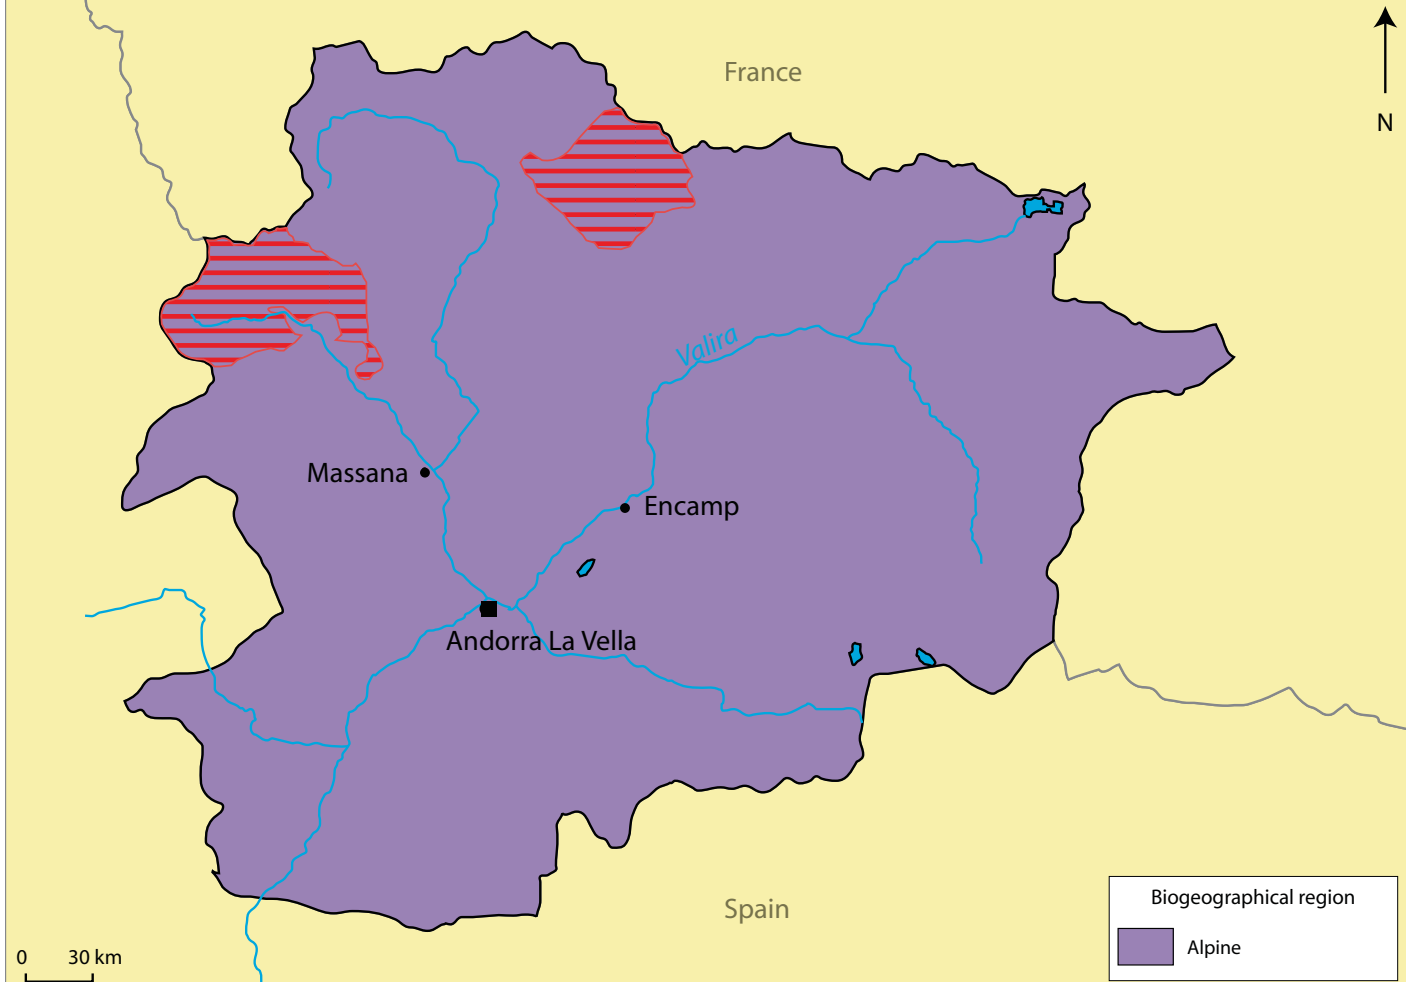 France
N
Valira
Massana
Encamp
Andorra La Vella
Spain
Biogeographical region
Alpine
0 30 km